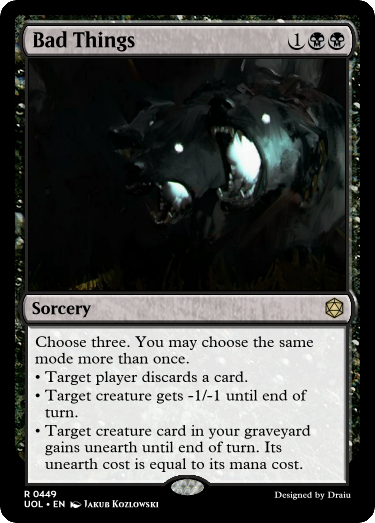 Bad Things 1
Sorcery
Choose three. You may choose the same
mode more than once.
• Target player discards a card.
• Target creature gets -1/-1 until end of
turn.
• Target creature card in your graveyard
gains unearth until end of turn. Its
unearth cost is equal to its mana cost.
R 0449
UOL • EN Jakub Kozlowski
Designed by Draiu